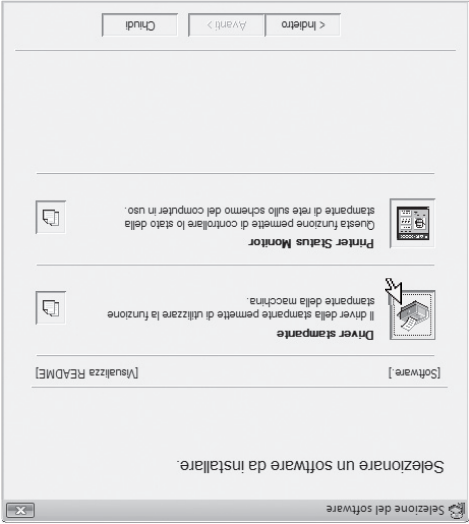 Selezione del software
Selezionare un software da installare.
[Software.] [Visualizza README]
Driver stampante
Il driver della stampante permette di utilizzare la funzione
stampante della macchina.
Printer Status Monitor
Questa funzione permette di controllare lo stato della
stampante di rete sullo schermo del computer in uso.
< Indietro Avanti > Chiudi